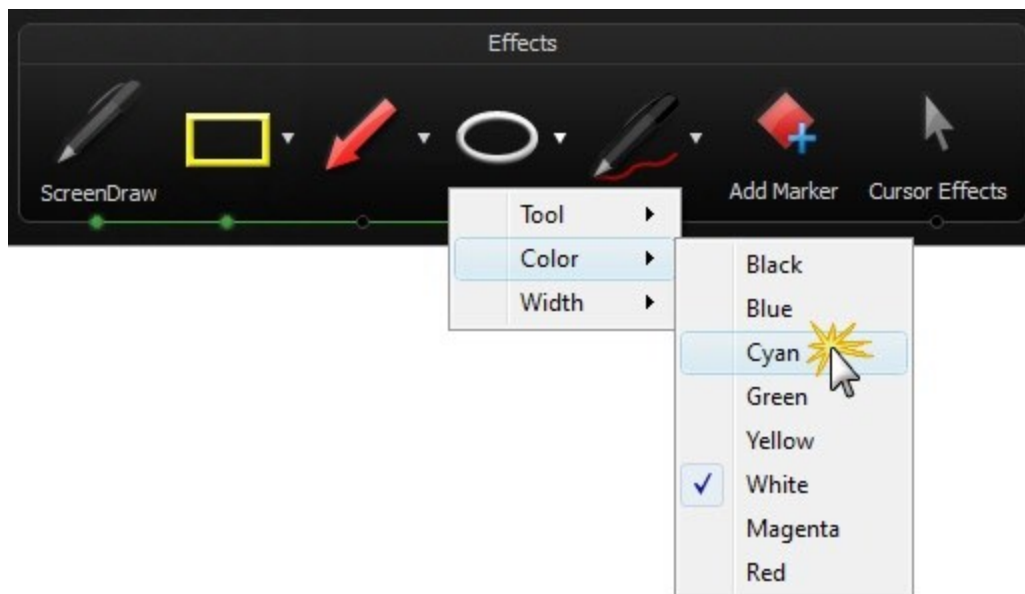 Effects
ScreenDraw
Add Marker
Cursor Effects
Tool
Color
Width
Black
Blue
Cyan
Green
Yellow
White
Magenta
Red